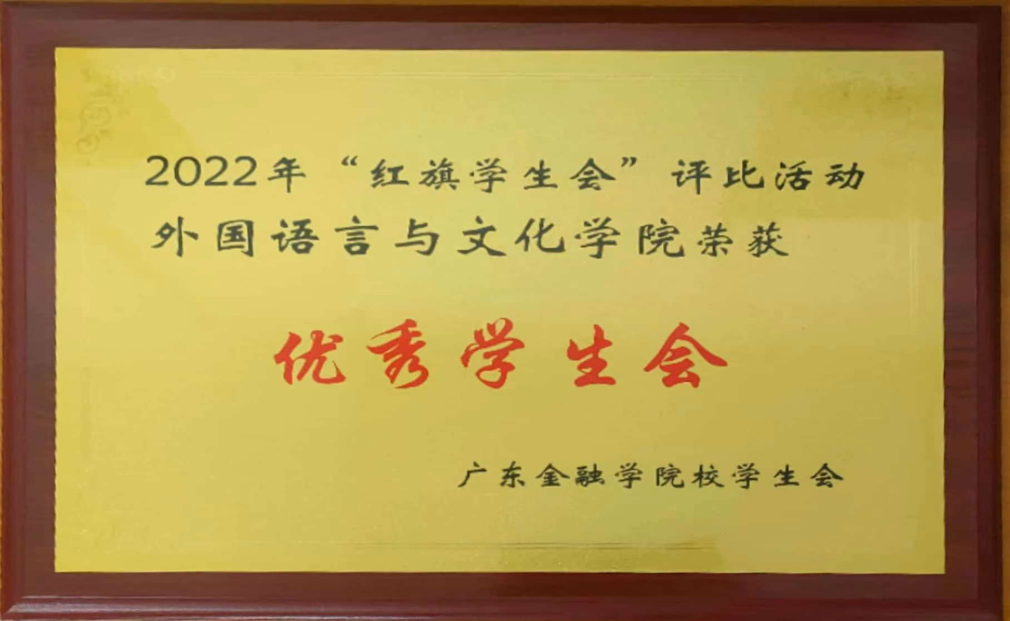 2022年“红旗学生会”评比活动
外国语言与文化学院荣获
优秀学生会
广东金融学院校学生会